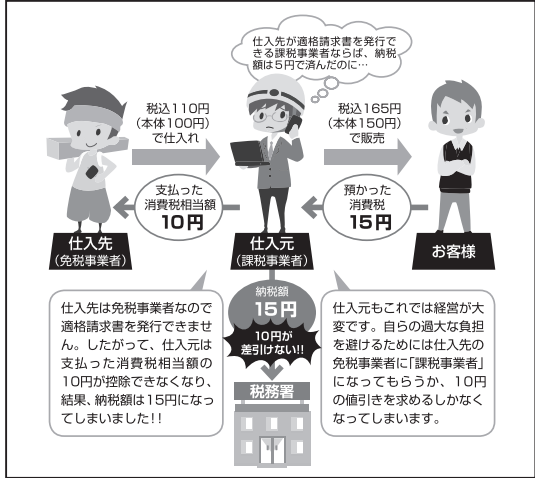 仕入先が適格請求書を発行で
きる課税事業者ならば、納税
額は5円で済んだのに…
税込110円
（本体100円）
で仕入れ
税込165円
（本体150円）
で販売
支払った
消費税相当額
10円
預かった
消費税
15円
仕入先
（免税事業者）
仕入元
（課税事業者）
お客様
仕入先は免税事業者なので
適格請求書を発行できませ
ん。したがって、仕入元は
支払った消費税相当額の
10円が控除できなくなり、
結果、納税額は15円になっ
てしまいました!!
納税額
15円
10円が
差引けない!!
税務署
仕入元もこれでは経営が大
変です。自らの過大な負担
を避けるためには仕入先の
免税事業者に「課税事業者」
になってもらうか、10円
の値引きを求めるしかなく
なってしまいます。